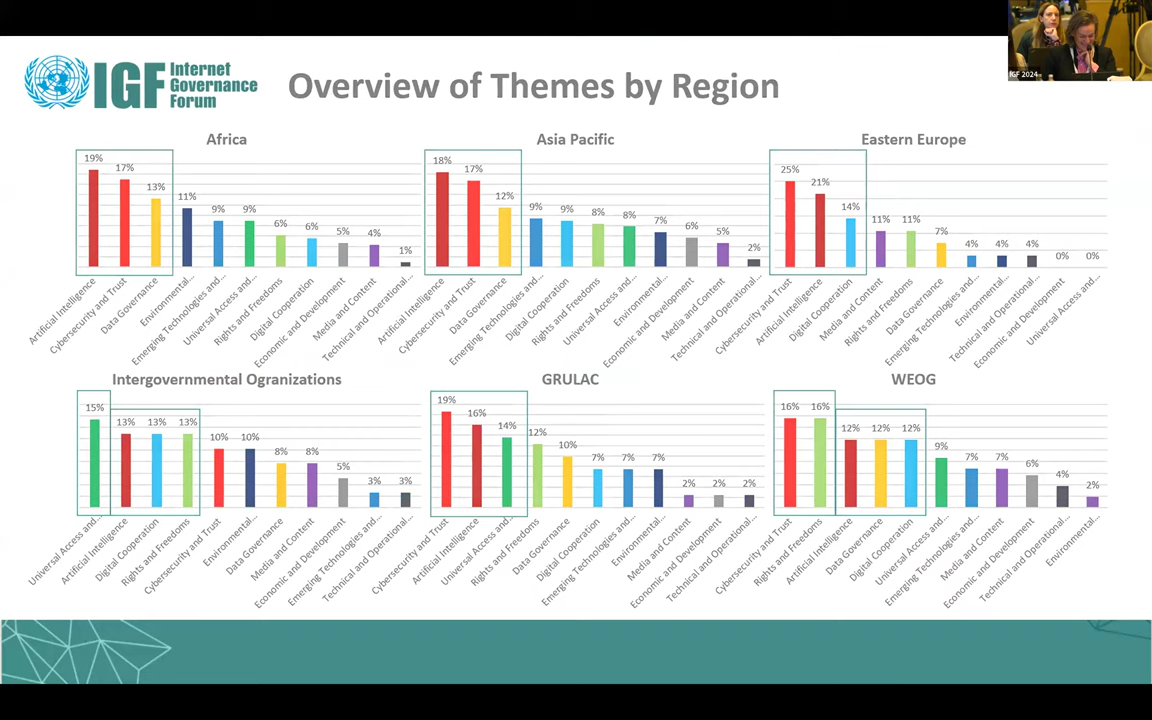 IGF 2024
IGF Internet
Governance
Forum
Overview of Themes by Region
Africa
19%
17%
13%
11%
9%
9%
6%
6%
5%
4%
1%
Artificial Intelligence
Cybersecurity and Trust
Data Governance
Environmental...
Emerging Technologies and...
Universal Access and...
Rights and Freedoms
Digital Cooperation
Economic and Development
Media and Content
Technical and Operational...
Asia Pacific
18%
17%
12%
9%
9%
8%
8%
7%
6%
5%
2%
Artificial Intelligence
Cybersecurity and Trust
Data Governance
Emerging Technologies and...
Digital Cooperation
Rights and Freedoms
Universal Access and...
Environmental...
Economic and Development
Media and Content
Technical and Operational...
Eastern Europe
25%
21%
14%
11%
11%
7%
4%
4%
4%
0%
0%
Cybersecurity and Trust
Artificial Intelligence
Digital Cooperation
Media and Content
Rights and Freedoms
Data Governance
Emerging Technologies and...
Environmental...
Technical and Operational...
Economic and Development
Universal Access and...
Intergovernmental Ogranizations
15%
13%
13%
13%
10%
10%
8%
8%
5%
3%
3%
Universal Access and...
Artificial Intelligence
Digital Cooperation
Rights and Freedoms
Cybersecurity and Trust
Environmental...
Data Governance
Media and Content
Economic and Development
Emerging Technologies and...
Technical and Operational...
GRULAC
19%
16%
14%
12%
10%
7%
7%
7%
2%
2%
2%
Cybersecurity and Trust
Artificial Intelligence
Universal Access and...
Rights and Freedoms
Data Governance
Digital Cooperation
Emerging Technologies and...
Environmental...
Media and Content
Economic and Development
Technical and Operational...
WEOG
16%
16%
12%
12%
12%
9%
7%
7%
6%
4%
2%
Cybersecurity and Trust
Rights and Freedoms
Artificial Intelligence
Data Governance
Digital Cooperation
Universal Access and...
Emerging Technologies and...
Media and Content
Economic and Development
Technical and Operational...
Environmental...